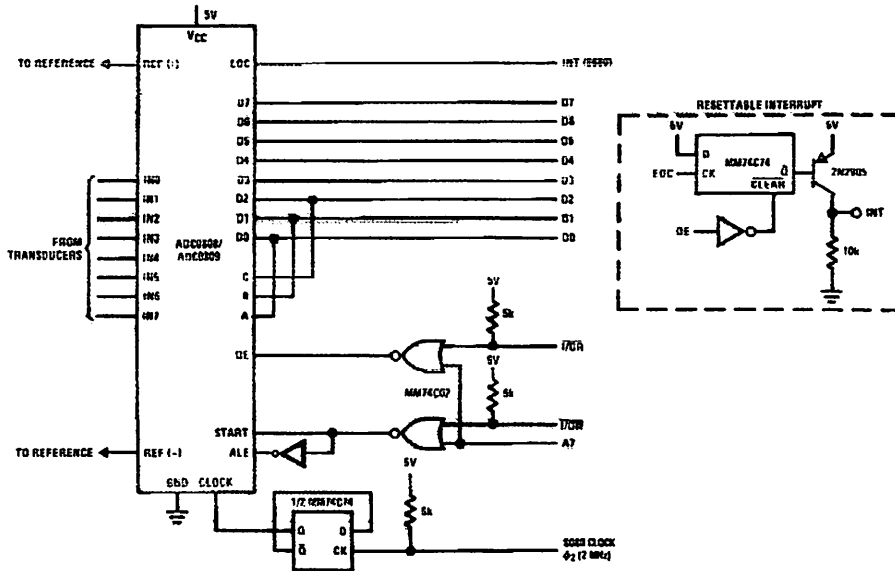 5V
VCC
TO REFERENCE
REF (+)
EOC
INT (8080)
D7
D7
D6
D6
D5
D5
D4
D4
D3
D3
IN0
D2
D2
IN1
D1
D1
IN2
D0
D0
IN3
IN4
IN5
IN6
IN7
FROM
TRANSDUCERS
ADC0808/
ADC0809
C
B
A
OE
MM74C02
5V
5k
I/OR
5V
5k
I/OW
A7
START
ALE
TO REFERENCE
REF (-)
GND
CLOCK
1/2 MM74C74
Q
D
Q
CK
5V
5k
8080 CLOCK
ϕ2 (2 MHz)
RESETTABLE INTERRUPT
5V
D
EOC
CK
MM74C74
Q
CLEAR
OE
5V
2N2905
INT
10k